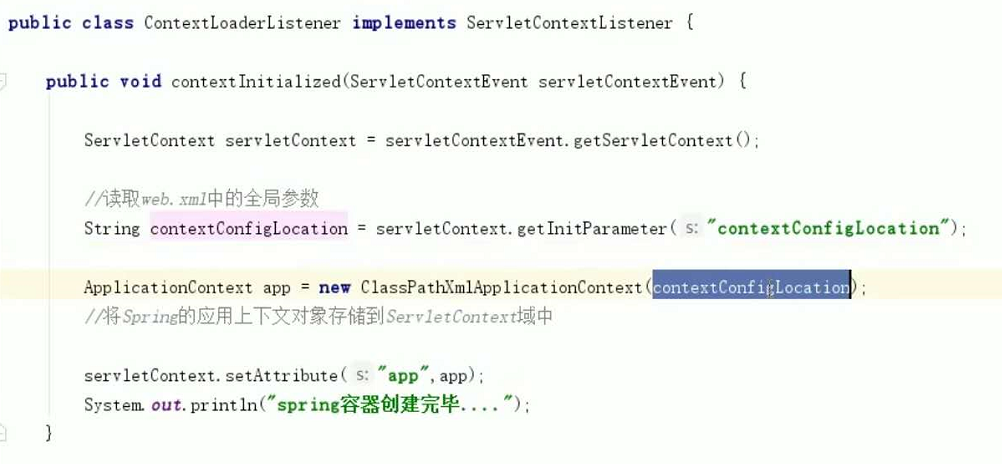 public class ContextLoaderListener implements ServletContextListener {
public void contextInitialized(ServletContextEvent servletContextEvent) {
ServletContext servletContext = servletContextEvent.getServletContext();
//读取web.xml中的全局参数
String contextConfigLocation = servletContext.getInitParameter( s: "contextConfigLocation");
ApplicationContext app = new ClassPathXmlApplicationContext(contextConfigLocation);
//将Spring的应用上下文对象存储到ServletContext域中
servletContext.setAttribute( s: "app",app);
System.out.println("spring容器创建完毕....");
}